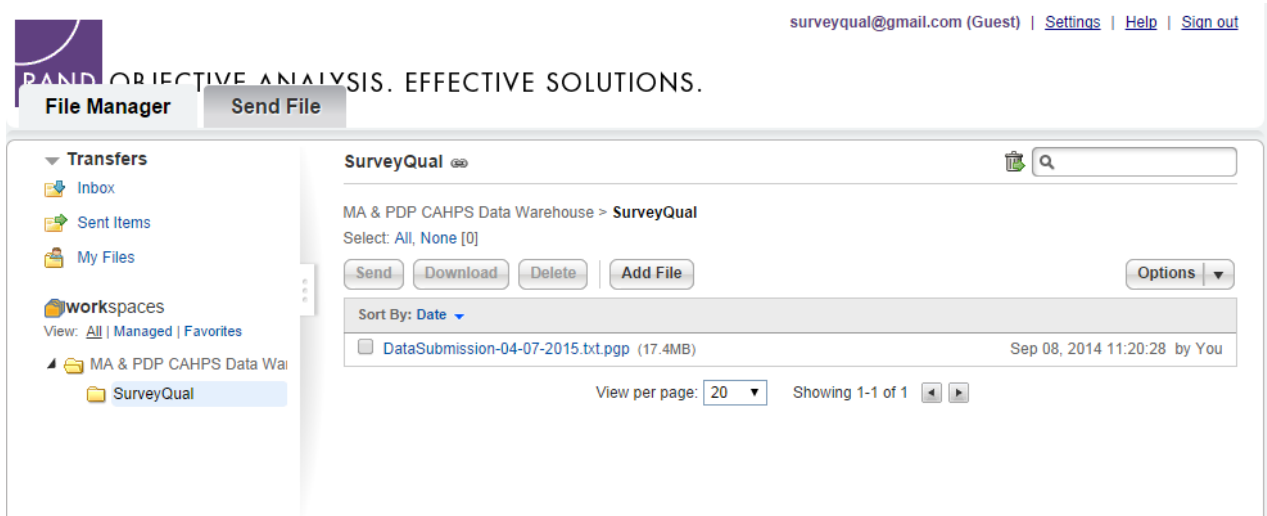 surveyqual@gmail.com (Guest) | Settings | Help | Sign out
RAND OBJECTIVE ANALYSIS. EFFECTIVE SOLUTIONS.
File Manager Send File
Transfers
Inbox
Sent Items
My Files
workspaces
View: All | Managed | Favorites
MA & PDP CAHPS Data War
SurveyQual
SurveyQual
MA & PDP CAHPS Data Warehouse > SurveyQual
Select: All, None [0]
Send Download Delete Add File Options
Sort By: Date
DataSubmission-04-07-2015.txt.pgp (17.4MB) Sep 08, 2014 11:20:28 by You
View per page: 20 Showing 1-1 of 1